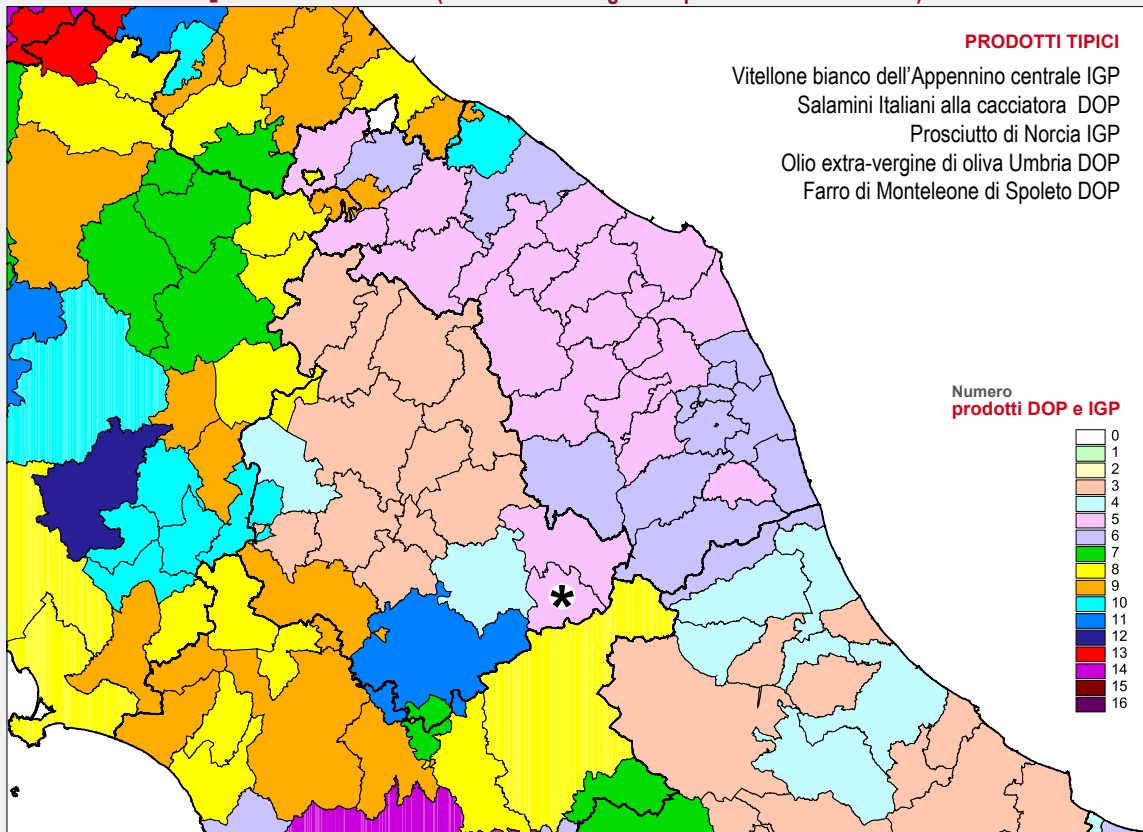 PRODOTTI TIPICI
Vitellone bianco dell'Appennino centrale IGP
Salamini Italiani alla cacciatora DOP
Prosciutto di Norcia IGP
Olio extra-vergine di oliva Umbria DOP
Farro di Monteleone di Spoleto DOP
Numero
prodotti DOP e IGP
0
1
2
3
4
5
6
7
8
9
10
11
12
13
14
15
16
*